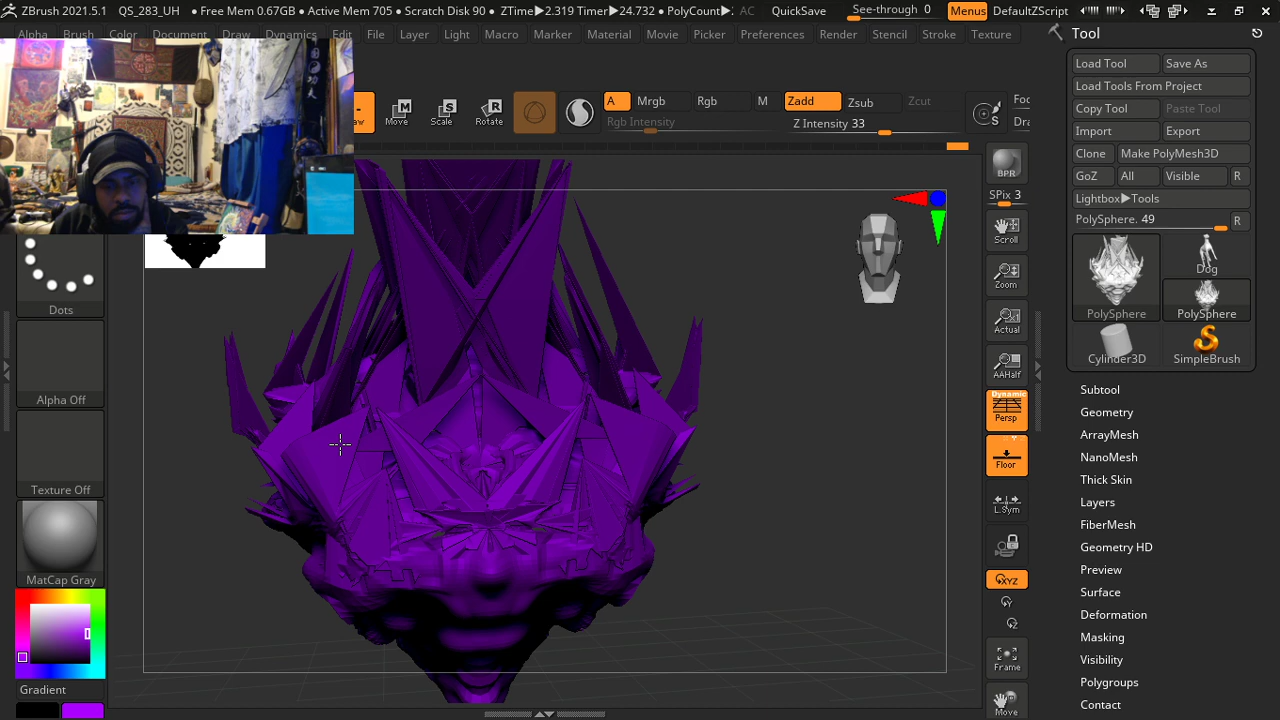 ZBrush 2021.5.1 QS_283_UH • Free Mem 0.67GB • Active Mem 705 • Scratch Disk 90 • ZTime▶2.319 Timer▶24.732 • PolyCount▶ AC QuickSave See-through 0 Menus DefaultZScript
Alpha Brush Color Document Draw Dynamics Edit File Layer Light Macro Marker Material Movie Picker Preferences Render Stencil Stroke Texture
Tool
Load Tool Save As
Load Tools From Project
Copy Tool Paste Tool
Import Export
Clone Make PolyMesh3D
GoZ All Visible R
Lightbox▶Tools
PolySphere. 49 R
Move Scale Rotate
A Mrgb Rgb M Zadd Zsub Zcut
Rgb Intensity
Z Intensity 33
Foc
Dra
BPR
SPix 3
Scroll
Zoom
Actual
AAHalf
Dynamic
Persp
Floor
L.Sym
XYZ
Frame
Move
Dog
PolySphere PolySphere
Cylinder3D SimpleBrush
Subtool
Geometry
ArrayMesh
NanoMesh
Thick Skin
Layers
FiberMesh
Geometry HD
Preview
Surface
Deformation
Masking
Visibility
Polygroups
Contact
Dots
Alpha Off
Texture Off
MatCap Gray
Gradient